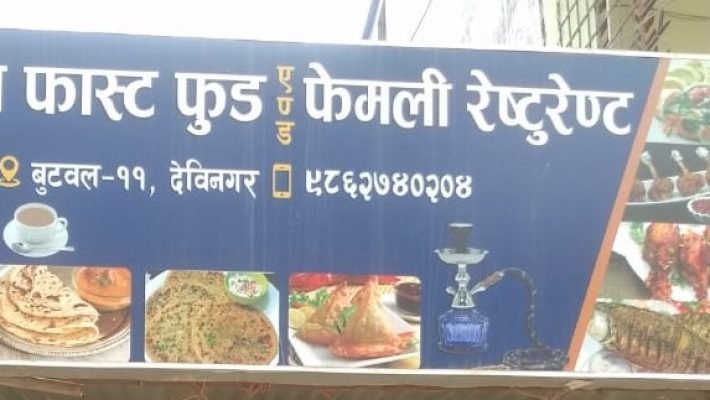 फास्ट फुड एण्ड फेमली रेष्टुरेण्ट
बुटवल-११, देविनगर ९८६२७४०२०४